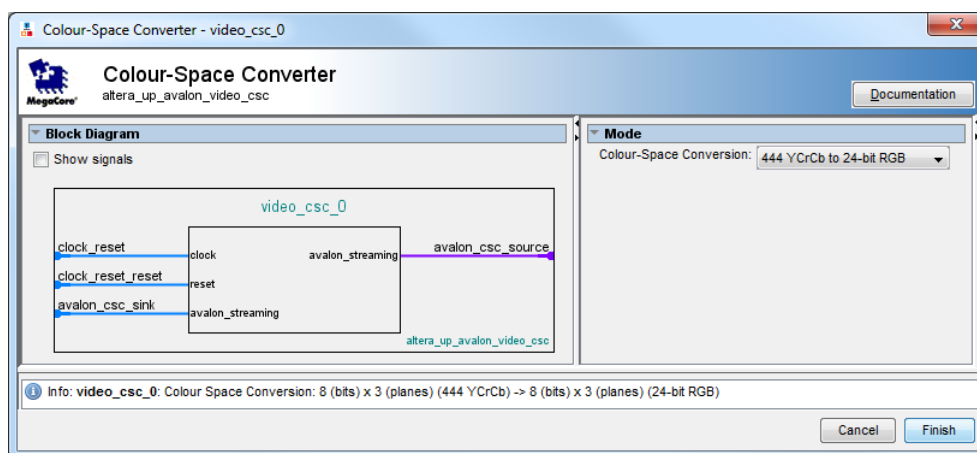 Colour-Space Converter - video_csc_0
Colour-Space Converter
altera_up_avalon_video_csc
MegaCore'
Documentation
Block Diagram
Show signals
video_csc_0
clock_reset
clock
avalon_streaming
avalon_csc_source
clock_reset_reset
reset
avalon_csc_sink
avalon_streaming
altera_up_avalon_video_csc
Mode
Colour-Space Conversion: 444 YCrCb to 24-bit RGB
Info: video_csc_0: Colour Space Conversion: 8 (bits) x 3 (planes) (444 YCrCb) -> 8 (bits) x 3 (planes) (24-bit RGB)
Cancel
Finish